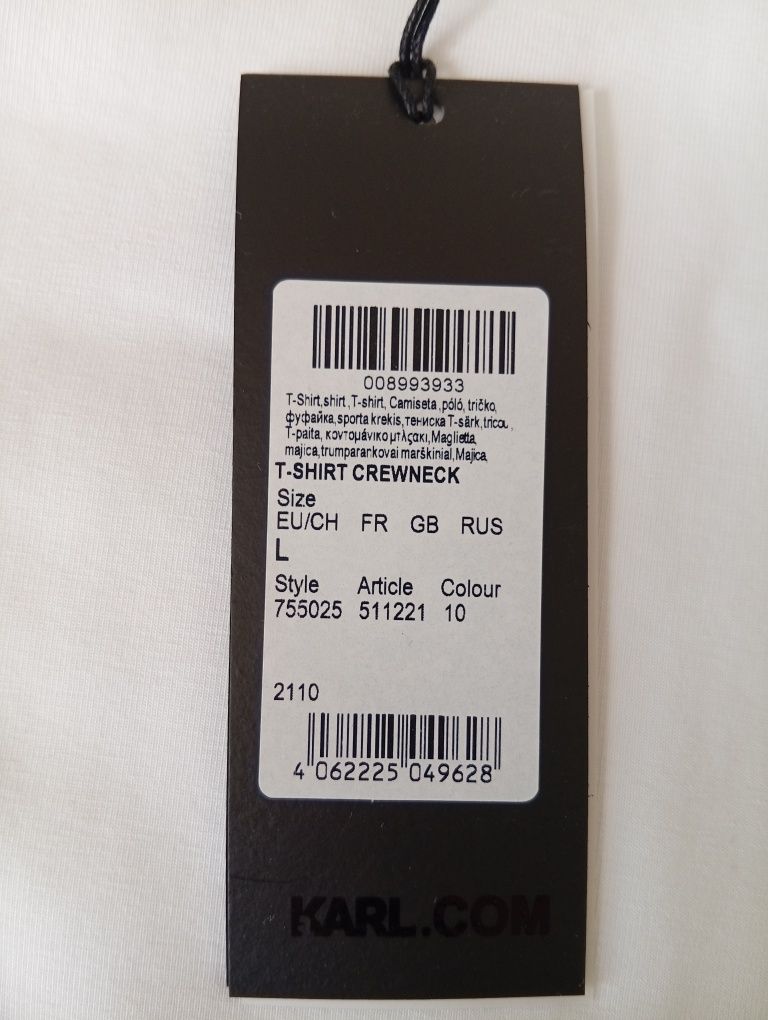 008993933
T-Shirt,shirt ,T-shirt, Camiseta ,póló, tričko,
фуфайка,sporta krekis,тениска T-särk,tricou,
T-paita, κοντομάνικο μπλςακι,Maglietta,
majica,trumparankovai marškiniai,Majica,
T-SHIRT CREWNECK
Size
EU/CH FR GB RUS
L
Style Article Colour
755025 511221 10
2110
4 062225 049628
KARL.COM